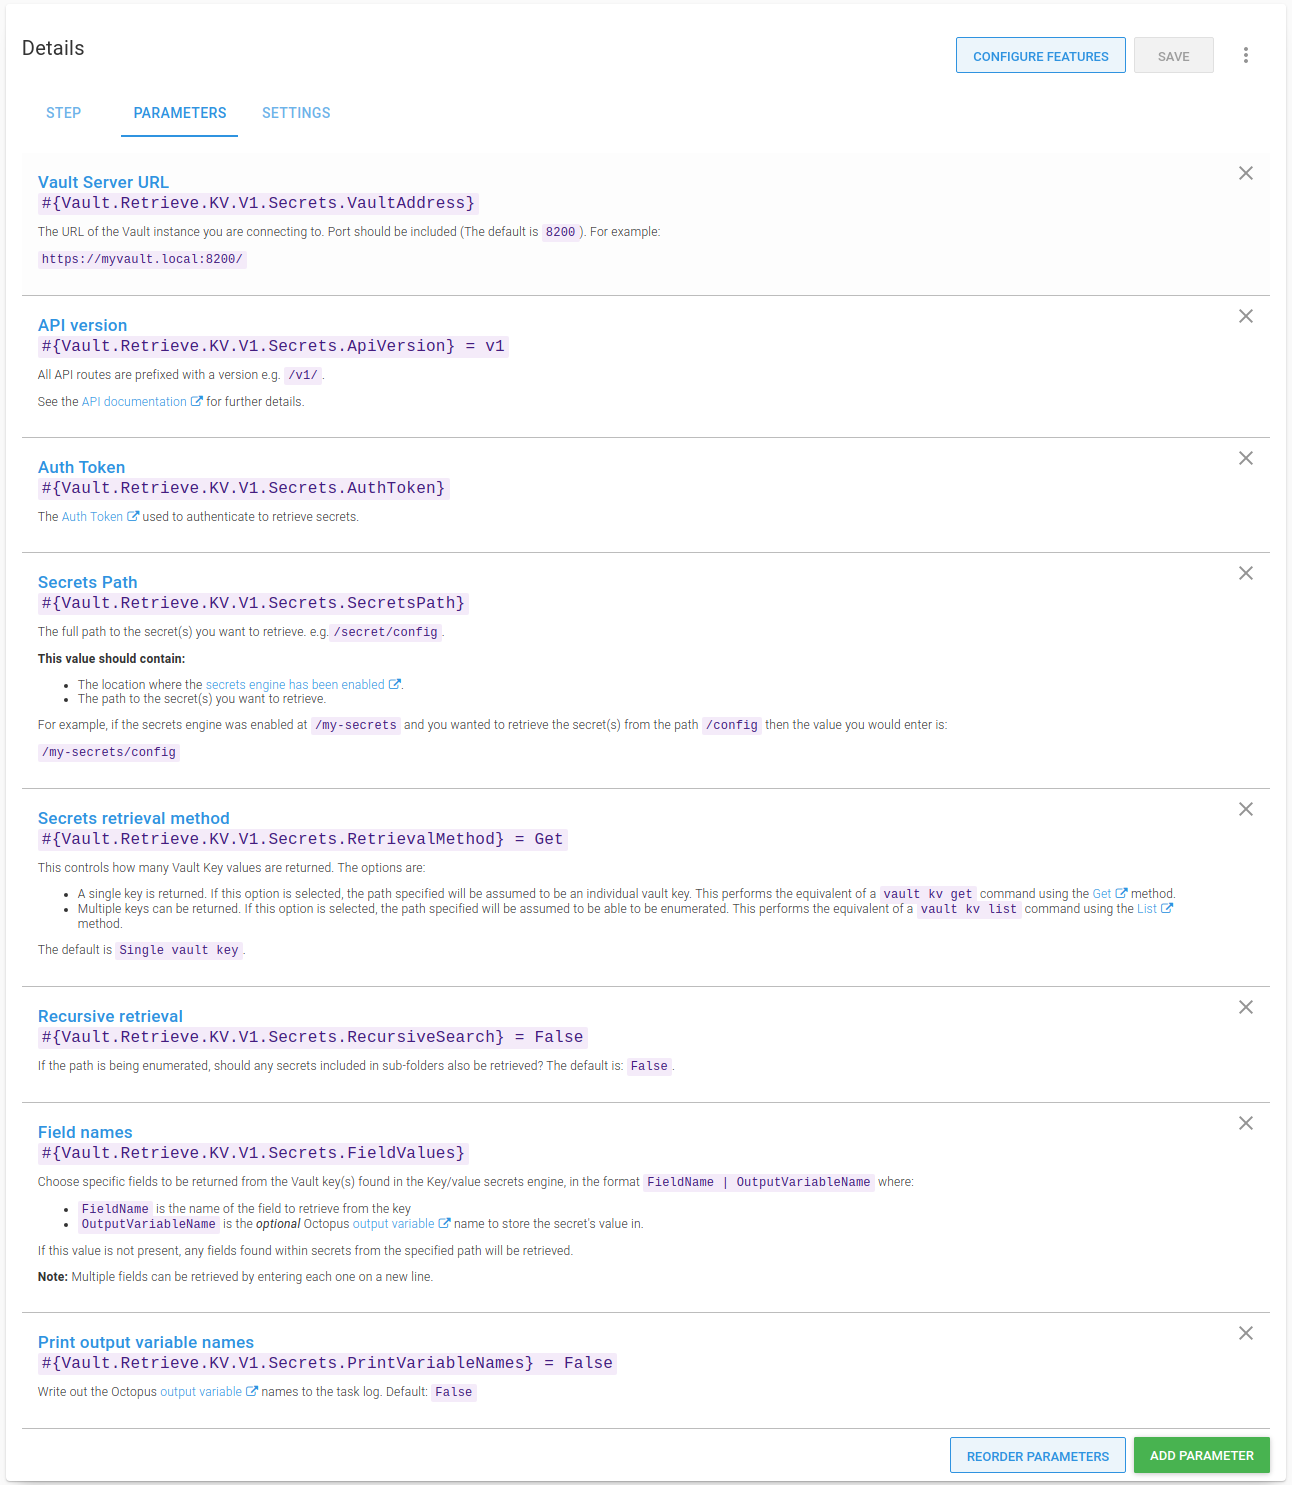 Details
CONFIGURE FEATURES
SAVE
STEP
PARAMETERS
SETTINGS
Vault Server URL
#{Vault.Retrieve.KV.V1.Secrets.VaultAddress}
The URL of the Vault instance you are connecting to. Port should be included (The default is 8200 ). For example:
https://myvault.local:8200/
API version
#{Vault.Retrieve.KV.V1.Secrets.ApiVersion} = v1
All API routes are prefixed with a version e.g. /v1/ .
See the API documentation for further details.
Auth Token
#{Vault.Retrieve.KV.V1.Secrets.AuthToken}
The Auth Token used to authenticate to retrieve secrets.
Secrets Path
#{Vault.Retrieve.KV.V1.Secrets.SecretsPath}
The full path to the secret(s) you want to retrieve. e.g. /secret/config .
This value should contain:
• The location where the secrets engine has been enabled .
• The path to the secret(s) you want to retrieve.
For example, if the secrets engine was enabled at /my-secrets and you wanted to retrieve the secret(s) from the path /config then the value you would enter is:
/my-secrets/config
Secrets retrieval method
#{Vault.Retrieve.KV.V1.Secrets.RetrievalMethod} = Get
This controls how many Vault Key values are returned. The options are:
• A single key is returned. If this option is selected, the path specified will be assumed to be an individual vault key. This performs the equivalent of a vault kv get command using the Get method.
• Multiple keys can be returned. If this option is selected, the path specified will be assumed to be able to be enumerated. This performs the equivalent of a vault kv list command using the List
method.
The default is Single vault key .
Recursive retrieval
#{Vault.Retrieve.KV.V1.Secrets.RecursiveSearch} = False
If the path is being enumerated, should any secrets included in sub-folders also be retrieved? The default is: False .
Field names
#{Vault.Retrieve.KV.V1.Secrets.FieldValues}
Choose specific fields to be returned from the Vault key(s) found in the Key/value secrets engine, in the format FieldName | OutputVariableName where:
• FieldName is the name of the field to retrieve from the key
• OutputVariableName is the optional Octopus output variable name to store the secret's value in.
If this value is not present, any fields found within secrets from the specified path will be retrieved.
Note: Multiple fields can be retrieved by entering each one on a new line.
Print output variable names
#{Vault.Retrieve.KV.V1.Secrets.PrintVariableNames} = False
Write out the Octopus output variable names to the task log. Default: False
REORDER PARAMETERS
ADD PARAMETER